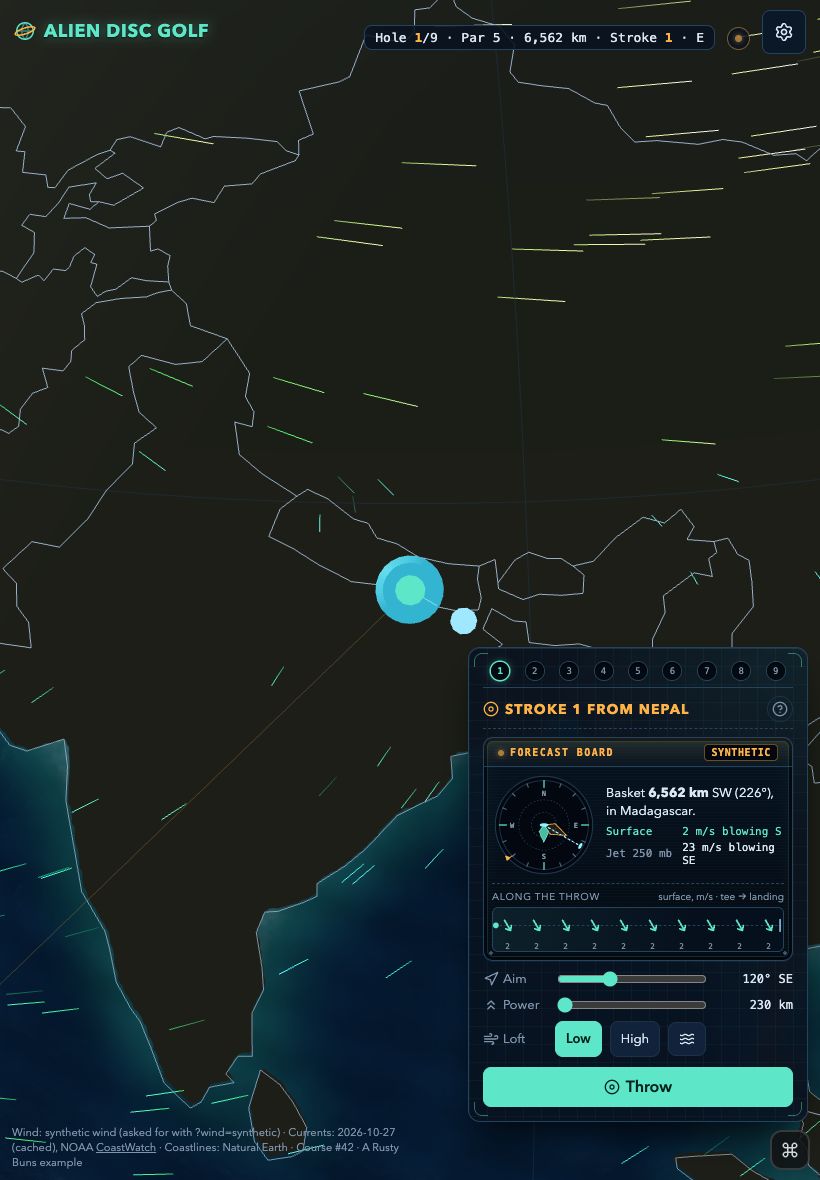 ALIEN DISC GOLF
Hole 1/9 · Par 5 · 6,562 km · Stroke 1 · E
1 2 3 4 5 6 7 8 9
STROKE 1 FROM NEPAL
?
FORECAST BOARD
SYNTHETIC
N
W E
S
Basket 6,562 km SW (226°),
in Madagascar.
Surface 2 m/s blowing S
Jet 250 mb 23 m/s blowing
SE
ALONG THE THROW surface, m/s · tee → landing
2 2 2 2 2 2 2 2 2 2
Aim 120° SE
Power 230 km
Loft Low High
Throw
Wind: synthetic wind (asked for with ?wind=synthetic) · Currents: 2026-10-27
(cached), NOAA CoastWatch · Coastlines: Natural Earth · Course #42 · A Rusty
Buns example
⌘